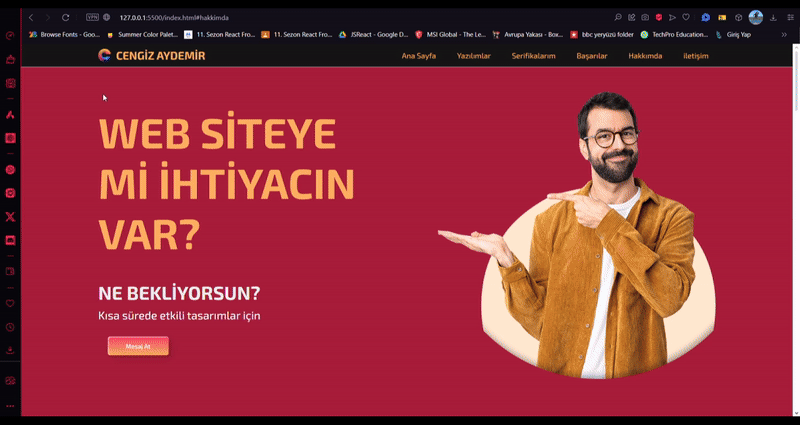 VPN
127.0.0.1:5500/index.html#hakkimda
Browse Fonts - Goo...
Summer Color Palet...
11. Sezon React Fro...
11. Sezon React Fro...
JSReact - Google D...
MSI Global - The Le...
Avrupa Yakası - Box...
bbc yeryüzü folder
TechPro Education...
Giriş Yap
CENGİZ AYDEMİR
Ana Sayfa
Yazılımlar
Serifikalarım
Başarılar
Hakkımda
iletişim
WEB SİTEYE
Mİ İHTİYACIN
VAR?
NE BEKLİYORSUN?
Kısa sürede etkili tasarımlar için
Mesaj At